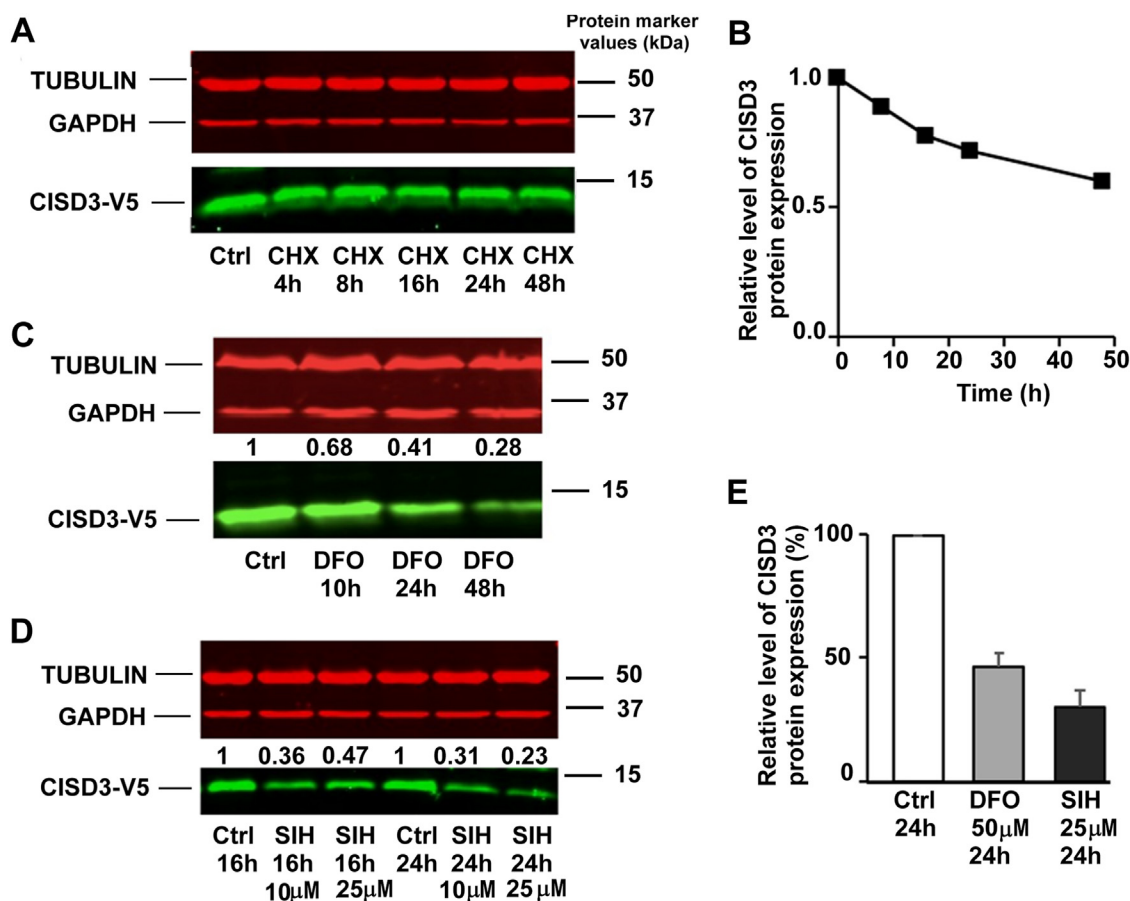 A
Protein marker
values (kDa)
TUBULIN
50
GAPDH
37
CISD3-V5
15
Ctrl CHX CHX CHX CHX CHX
4h 8h 16h 24h 48h
B
Relative level of CISD3
protein expression
1.0
0.5
0.0
0 10 20 30 40 50
Time (h)
C
TUBULIN
50
GAPDH
37
1 0.68 0.41 0.28
CISD3-V5
15
Ctrl DFO DFO DFO
10h 24h 48h
D
TUBULIN
50
GAPDH
37
1 0.36 0.47 1 0.31 0.23
CISD3-V5
15
Ctrl SIH SIH Ctrl SIH SIH
16h 16h 16h 24h 24h 24h
10μM 25μM 10μM 25μM
E
Relative level of CISD3
protein expression (%)
100
50
0
Ctrl DFO SIH
24h 50μM 25μM
24h 24h